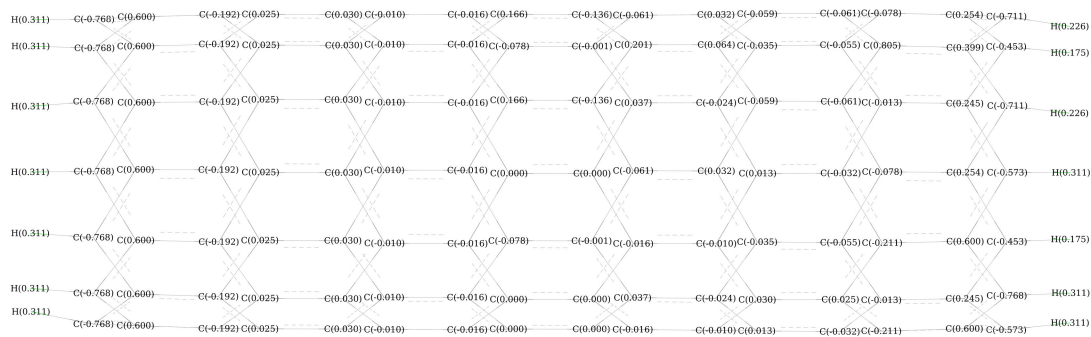 H(0.311) C(-0.768) C(0.600) C(-0.192) C(0.025) C(0.030) C(-0.010) C(-0.016) C(0.166) C(-0.136) C(-0.061) C(0.032) C(-0.059) C(-0.061) C(-0.078) C(0.254) C(-0.711) H(0.226)
H(0.311) C(-0.768) C(0.600) C(-0.192) C(0.025) C(0.030) C(-0.010) C(-0.016) C(-0.078) C(-0.001) C(0.201) C(0.064) C(-0.035) C(-0.055) C(0.805) C(0.399) C(-0.453) H(0.175)
H(0.311) C(-0.768) C(0.600) C(-0.192) C(0.025) C(0.030) C(-0.010) C(-0.016) C(0.166) C(-0.136) C(0.037) C(-0.024) C(-0.059) C(-0.061) C(-0.013) C(0.245) C(-0.711) H(0.226)
H(0.311) C(-0.768) C(0.600) C(-0.192) C(0.025) C(0.030) C(-0.010) C(-0.016) C(0.000) C(0.000) C(-0.061) C(0.032) C(0.013) C(-0.032) C(-0.078) C(0.254) C(-0.573) H(0.311)
H(0.311) C(-0.768) C(0.600) C(-0.192) C(0.025) C(0.030) C(-0.010) C(-0.016) C(-0.078) C(-0.001) C(-0.016) C(-0.010) C(-0.035) C(-0.055) C(-0.211) C(0.600) C(-0.453) H(0.175)
H(0.311) C(-0.768) C(0.600) C(-0.192) C(0.025) C(0.030) C(-0.010) C(-0.016) C(0.000) C(0.000) C(0.037) C(-0.024) C(0.030) C(0.025) C(-0.013) C(0.245) C(-0.768) H(0.311)
H(0.311) C(-0.768) C(0.600) C(-0.192) C(0.025) C(0.030) C(-0.010) C(-0.016) C(0.000) C(0.000) C(-0.016) C(-0.010) C(0.013) C(-0.032) C(-0.211) C(0.600) C(-0.573) H(0.311)